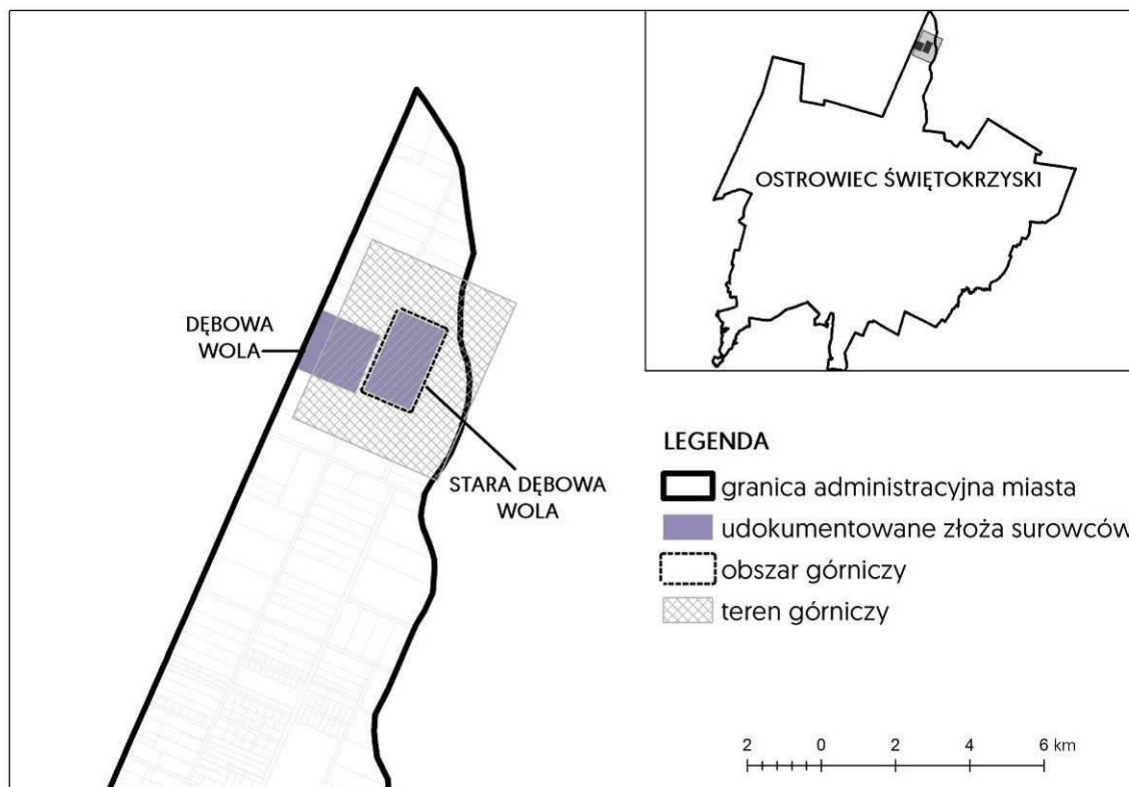 OSTROWIEC ŚWIĘTOKRZYSKI
DĘBOWA
WOLA
STARA DĘBOWA
WOLA
LEGENDA
granica administracyjna miasta
udokumentowane złoża surowców
obszar górniczy
teren górniczy
2 0 2 4 6 km